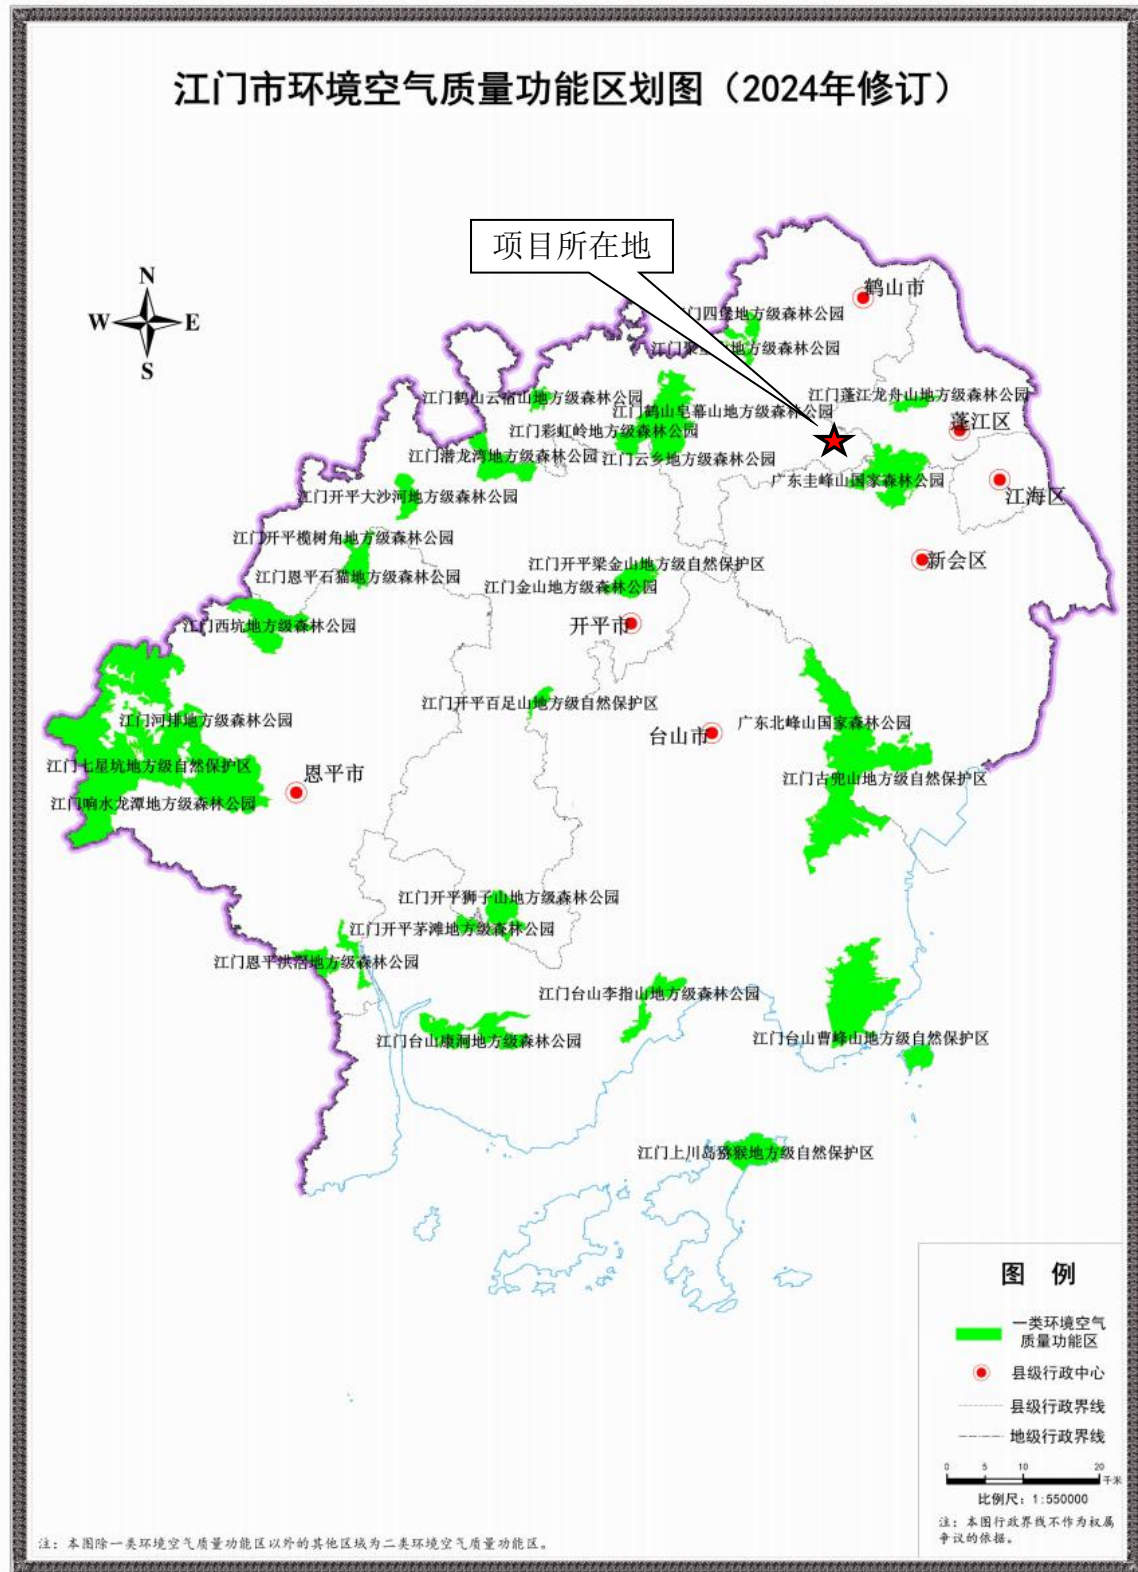 江门市环境空气质量功能区划图（2024年修订）
项目所在地
N
W
E
S
鹤山市
门四堡地方级森林公园
江门聚
地方级森林公园
江门鹤山云宿山地方级森林公园
江门蓬江龙舟山地方级森林公园
江门鹤山皂幕山地方级森林公园
蓬江区
江门彩虹岭地方级森林公园
江门潜龙湾地方级森林公园
江门云乡地方级森林公园
广东圭峰山国家森林公园
江海区
江门开平大沙河地方级森林公园
江门开平榄树角地方级森林公园
江门恩平石猫地方级森林公园
江门开平梁金山地方级自然保护区
江门金山地方级森林公园
新会区
开平市
江门西坑地方级森林公园
江门开平百足山地方级自然保护区
江门河排地方级森林公园
广东北峰山国家森林公园
台山市
江门七星坑地方级自然保护区
恩平市
江门古兜山地方级自然保护区
江门响水龙潭地方级森林公园
江门开平狮子山地方级森林公园
江门开平茅滩地方级森林公园
江门恩平洪滘地方级森林公园
江门台山李指山地方级森林公园
江门台山康洞地方级森林公园
江门台山曹峰山地方级自然保护区
江门上川岛猕猴地方级自然保护区
图 例
一类环境空气
质量功能区
县级行政中心
县级行政界线
地级行政界线
0 5 10 20
千米
比例尺：1:550000
注：本图行政界线不作为权属
争议的依据。
注：本图除一类环境空气质量功能区以外的其他区域为二类环境空气质量功能区。